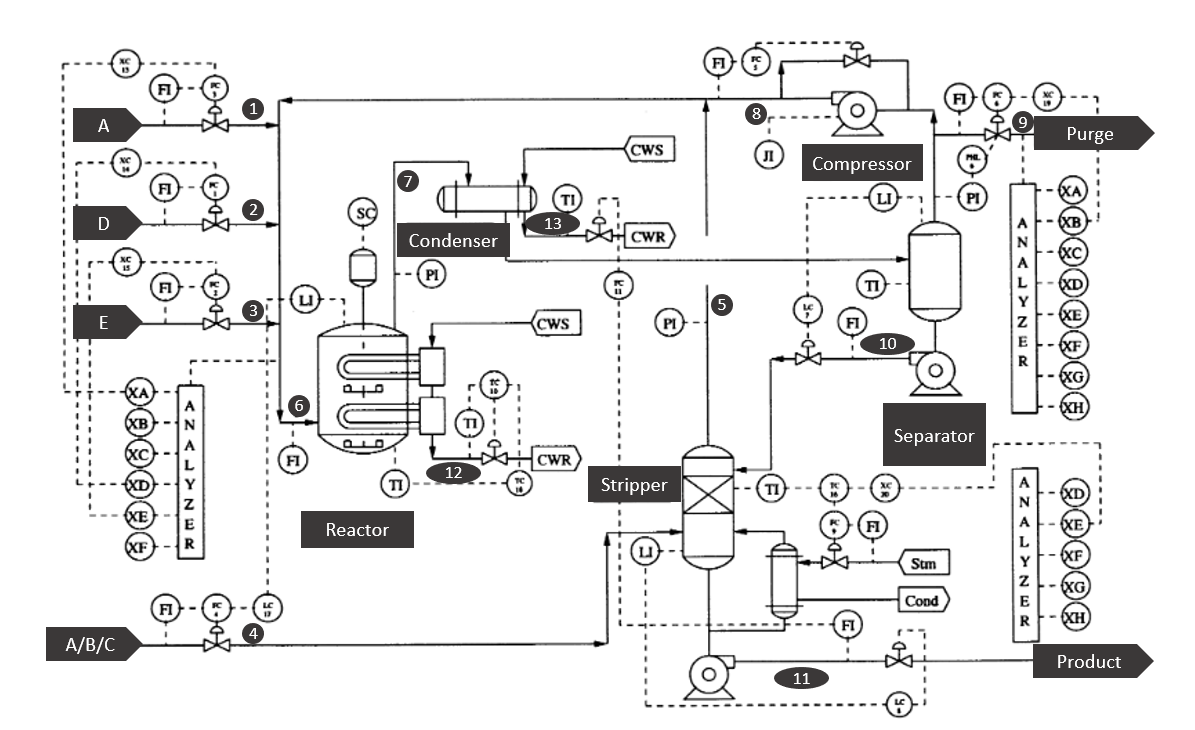 XC
13
FI
FC
3
1
A
XC
14
FI
FC
1
2
D
XC
15
FI
FC
2
3
E
LI
SC
7
PI
Condenser
CWS
13
TI
CWR
FC
11
FI
FC
5
8
JI
Compressor
FI
FC
6
XC
19
9
Purge
PHL
6
PI
LI
TI
LC
7
FI
10
Separator
5
PI
ANALYZER
XA
XB
XC
XD
XE
XF
XG
XH
XA
XB
XC
XD
XE
XF
ANALYZER
6
FI
CWS
TC
10
TI
CWR
12
TI
Reactor
Stripper
TI
TC
16
XC
20
FC
9
FI
Stm
Cond
LI
ANALYZER
XD
XE
XF
XG
XH
FI
FC
4
LC
17
A/B/C
4
FI
11
LC
8
Product